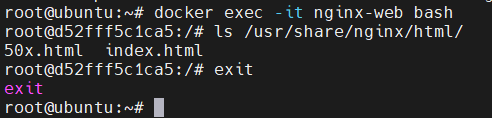 root@ubuntu:~# docker exec -it nginx-web bash
root@d52fff5c1ca5:/# ls /usr/share/nginx/html/
50x.html  index.html
root@d52fff5c1ca5:/# exit
exit
root@ubuntu:~#